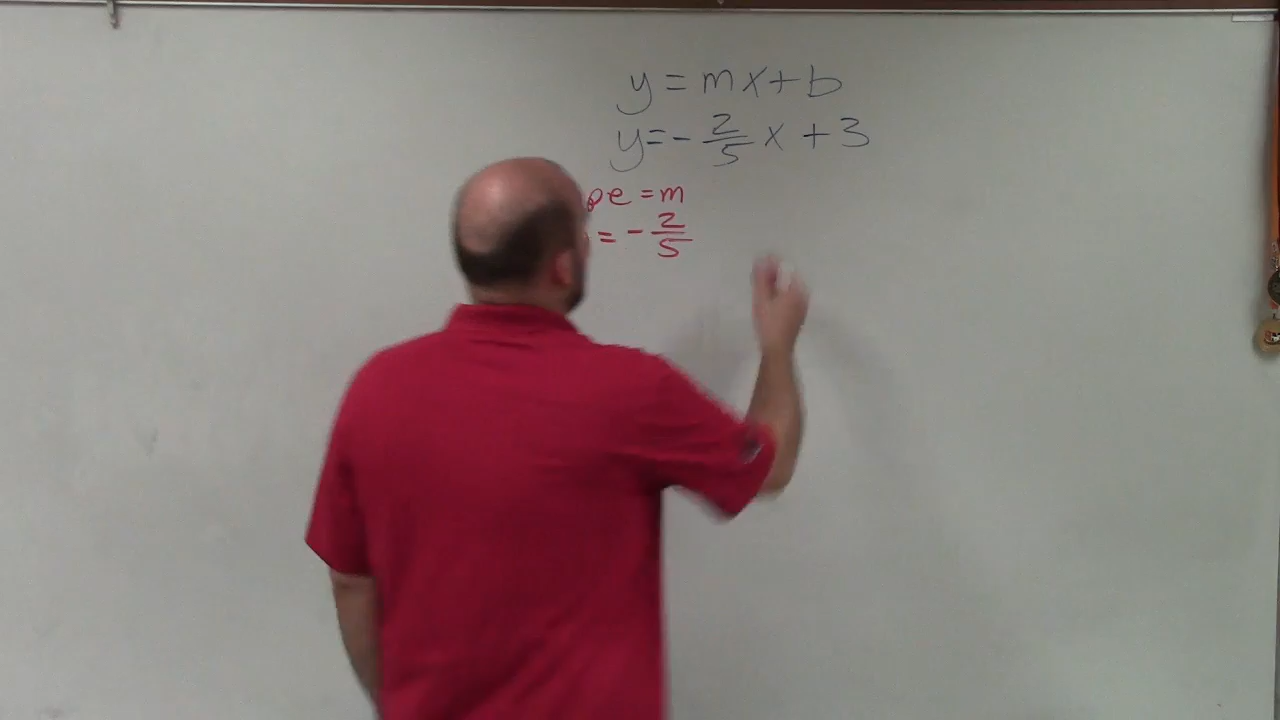 y = mx + b
y = - 2/5 x + 3
pe = m
= - 2/5